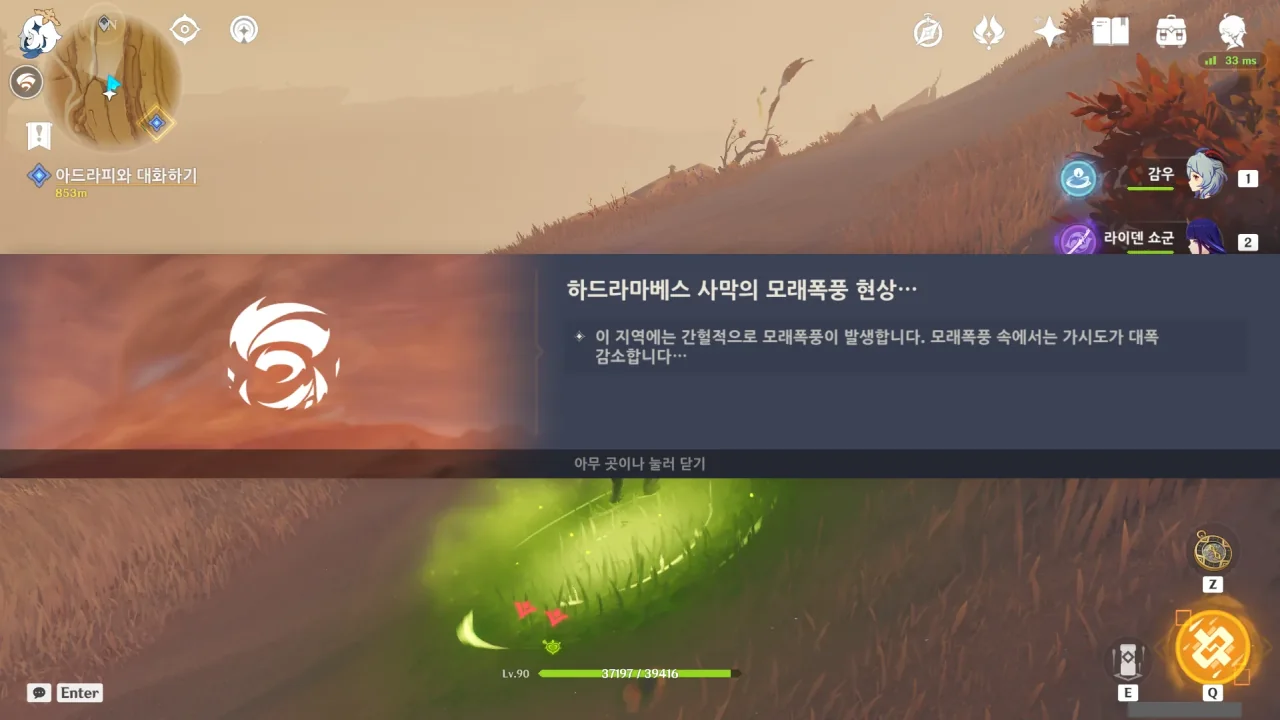 N
33 ms
아드라피와 대화하기
853m
감우
1
라이덴 쇼군
2
하드라마베스 사막의 모래폭풍 현상…
이 지역에는 간헐적으로 모래폭풍이 발생합니다. 모래폭풍 속에서는 가시도가 대폭
감소합니다…
아무 곳이나 눌러 닫기
Z
Lv.90
37197 / 39416
Enter
E
Q